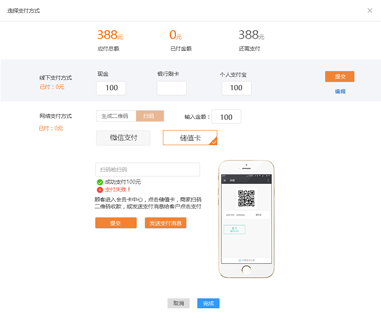 选择支付方式
388元
0元
388元
应付总额
已付金额
还需支付
线下支付方式
已付：0元
现金
银行刷卡
个人支付宝
100
100
提交
编辑
网络支付方式
已付：0元
生成二维码
扫码
输入金额：
100
微信支付
储值卡
扫码枪扫码
成功支付100元
支付失败！
顾客进入会员卡中心，点击储值卡，商家扫码
二维码收款，或发送支付消息给客户点击支付
提交
发送支付消息
取消
完成